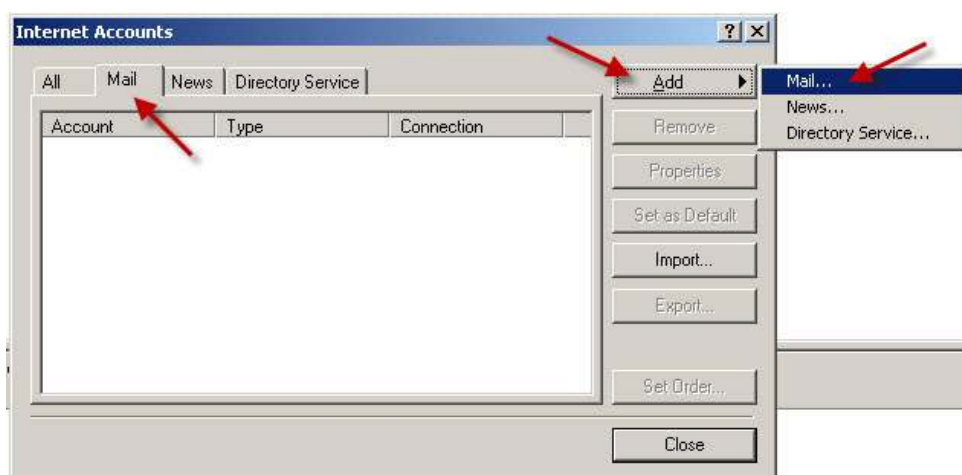 Internet Accounts
All Mail News Directory Service
Add
Mail...
News...
Directory Service...
Account Type Connection
Remove
Properties
Set as Default
Import...
Export...
Set Order...
Close